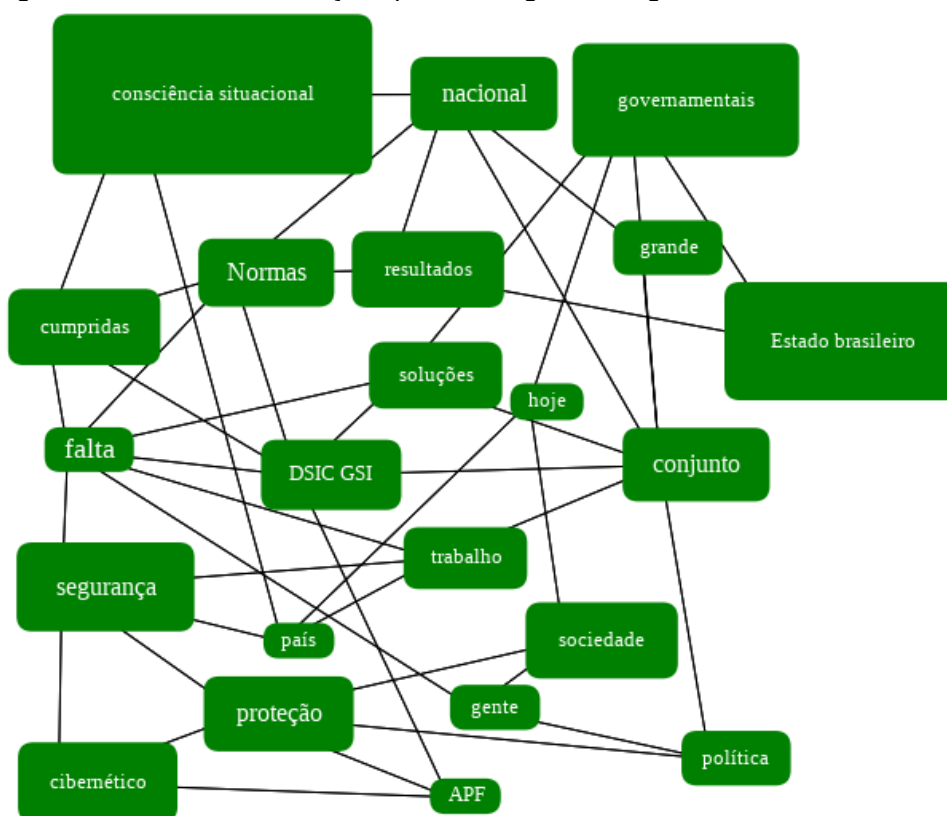 consciência situacional
nacional
governamentais
grande
Normas
resultados
cumpridas
Estado brasileiro
soluções
hoje
falta
DSIC GSI
conjunto
trabalho
segurança
país
sociedade
proteção
gente
política
cibernético
APF